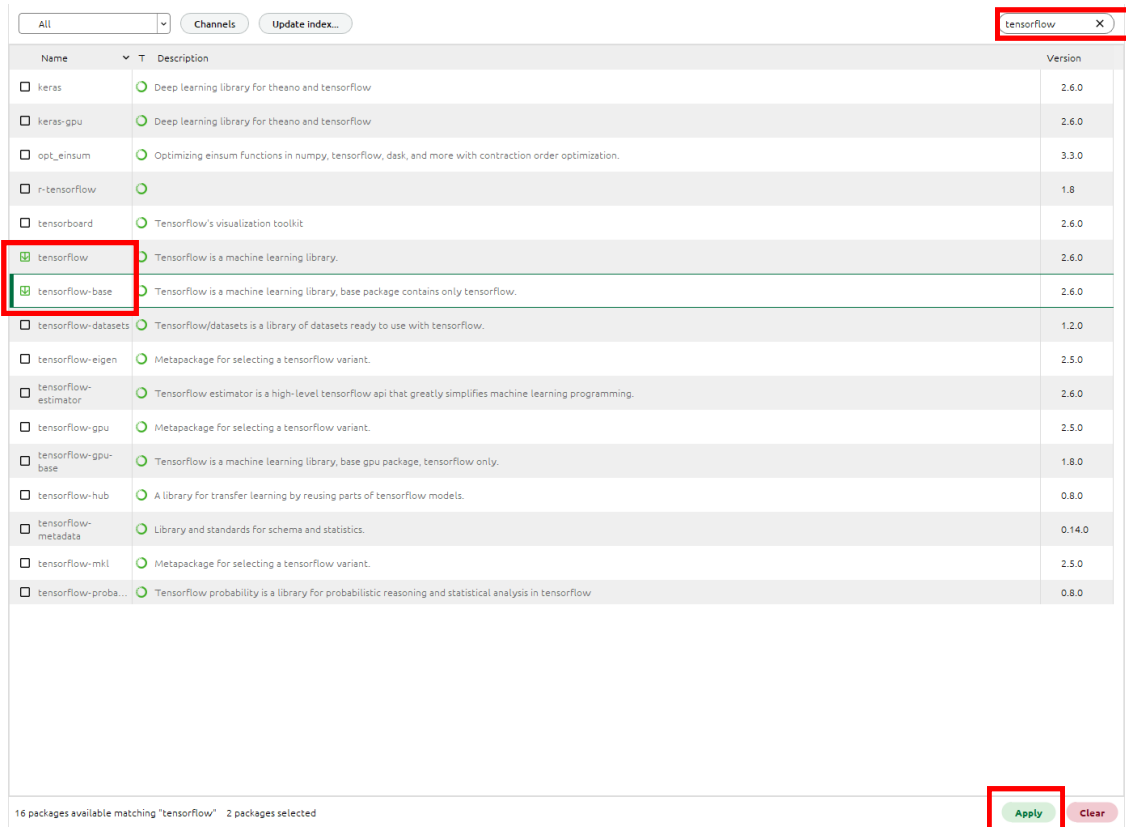 All
Channels
Update index...
tensorflow
Name T Description Version
keras Deep learning library for theano and tensorflow 2.6.0
keras-gpu Deep learning library for theano and tensorflow 2.6.0
opt_einsum Optimizing einsum functions in numpy, tensorflow, dask, and more with contraction order optimization. 3.3.0
r-tensorflow 1.8
tensorboard Tensorflow's visualization toolkit 2.6.0
tensorflow Tensorflow is a machine learning library. 2.6.0
tensorflow-base Tensorflow is a machine learning library, base package contains only tensorflow. 2.6.0
tensorflow-datasets Tensorflow/datasets is a library of datasets ready to use with tensorflow. 1.2.0
tensorflow-eigen Metapackage for selecting a tensorflow variant. 2.5.0
tensorflow-
estimator Tensorflow estimator is a high-level tensorflow api that greatly simplifies machine learning programming. 2.6.0
tensorflow-gpu Metapackage for selecting a tensorflow variant. 2.5.0
tensorflow-gpu-
base Tensorflow is a machine learning library, base gpu package, tensorflow only. 1.8.0
tensorflow-hub A library for transfer learning by reusing parts of tensorflow models. 0.8.0
tensorflow-
metadata Library and standards for schema and statistics. 0.14.0
tensorflow-mkl Metapackage for selecting a tensorflow variant. 2.5.0
tensorflow-proba... Tensorflow probability is a library for probabilistic reasoning and statistical analysis in tensorflow 0.8.0
16 packages available matching "tensorflow" 2 packages selected
Apply
Clear